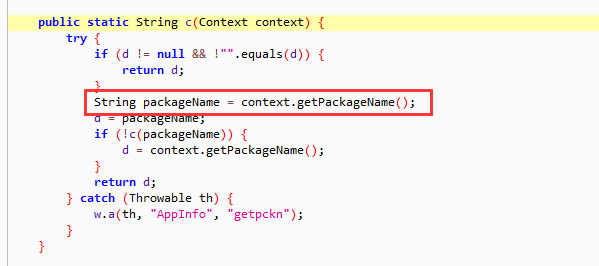 public static String c(Context context) {
    try {
        if (d != null && !"".equals(d)) {
            return d;
        }
        String packageName = context.getPackageName();
        d = packageName;
        if (!c(packageName)) {
            d = context.getPackageName();
        }
        return d;
    } catch (Throwable th) {
        w.a(th, "AppInfo", "getpckn");
    }
}